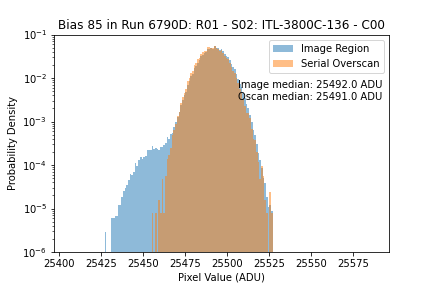 Bias 85 in Run 6790D: R01 - S02: ITL-3800C-136 - C00
Image Region
Serial Overscan
Image median: 25492.0 ADU
Oscan median: 25491.0 ADU
Probability Density
10⁻¹
10⁻²
10⁻³
10⁻⁴
10⁻⁵
10⁻⁶
25400 25425 25450 25475 25500 25525 25550 25575
Pixel Value (ADU)